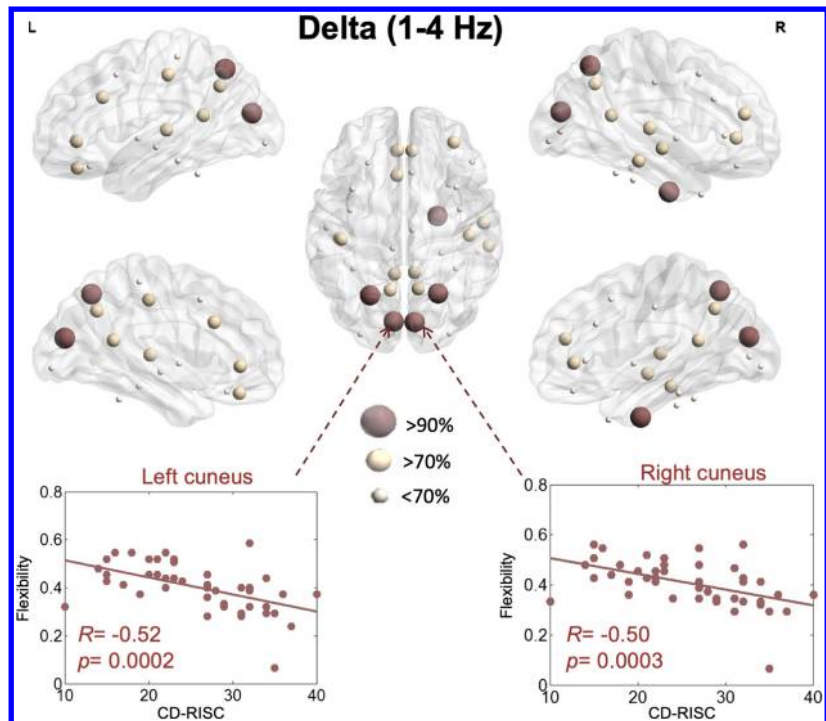 L
Delta (1-4 Hz)
R
>90%
>70%
<70%
Left cuneus
0.8
0.6
0.4
0.2
0
Flexibility
R= -0.52
p= 0.0002
10 20 30 40
CD-RISC
Right cuneus
0.8
0.6
0.4
0.2
0
Flexibility
R= -0.50
p= 0.0003
10 20 30 40
CD-RISC